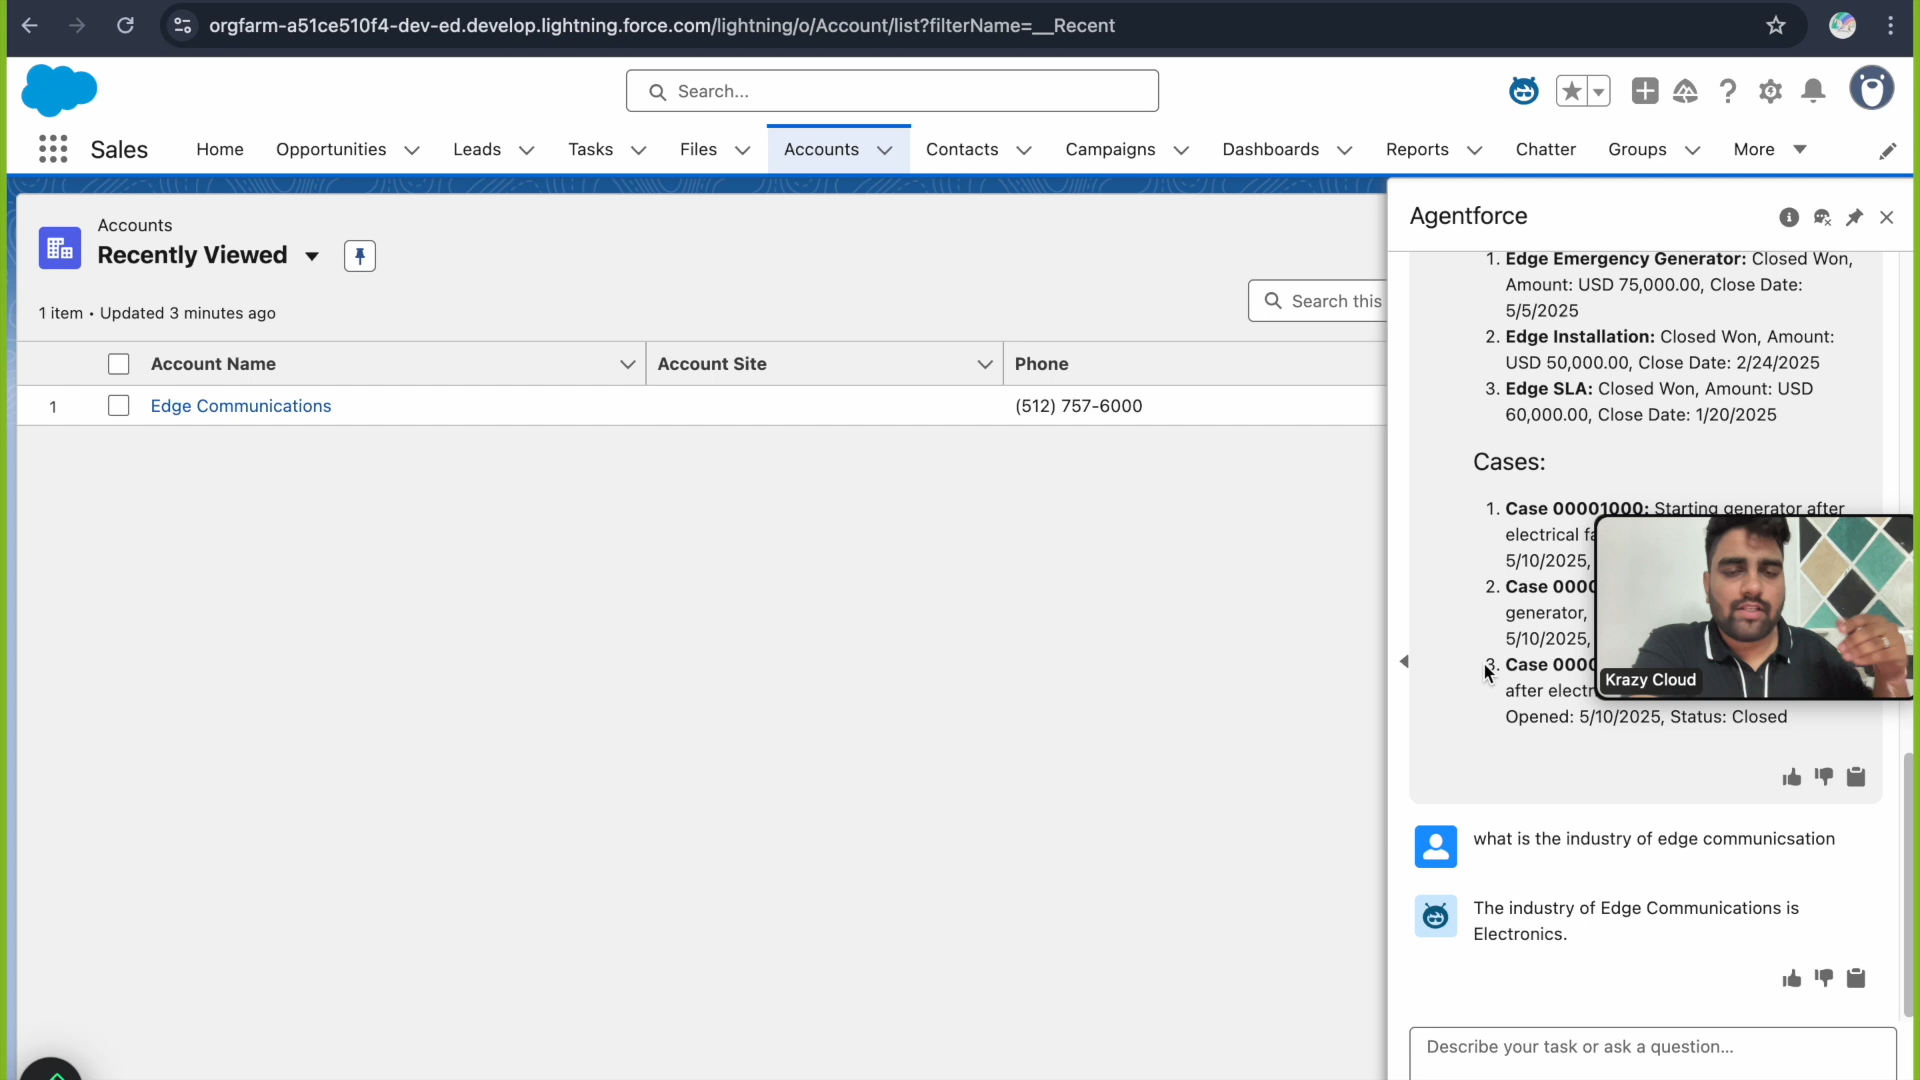 orgfarm-a51ce510f4-dev-ed.develop.lightning.force.com/lightning/o/Account/list?filterName=__Recent
Search...
Sales
Home
Opportunities
Leads
Tasks
Files
Accounts
Contacts
Campaigns
Dashboards
Reports
Chatter
Groups
More
Accounts
Recently Viewed
1 item • Updated 3 minutes ago
Search this
Account Name
Account Site
Phone
1
Edge Communications
(512) 757-6000
Agentforce
1. Edge Emergency Generator: Closed Won,
Amount: USD 75,000.00, Close Date:
5/5/2025
2. Edge Installation: Closed Won, Amount:
USD 50,000.00, Close Date: 2/24/2025
3. Edge SLA: Closed Won, Amount: USD
60,000.00, Close Date: 1/20/2025
Cases:
1. Case 00001000: Starting generator after
electrical
5/10/2025,
2. Case
generator,
5/10/2025,
3. Case
after
Opened: 5/10/2025, Status: Closed
Krazy Cloud
what is the industry of edge communicsation
The industry of Edge Communications is
Electronics.
Describe your task or ask a question...